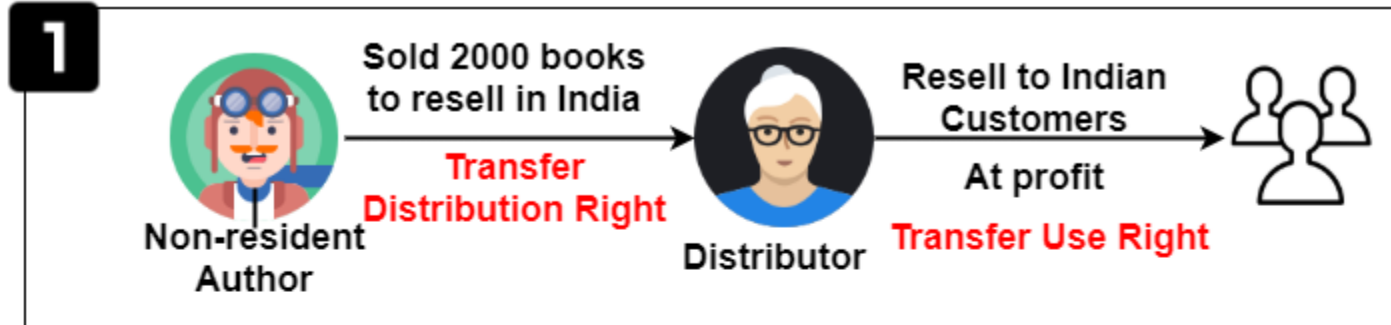 1
Sold 2000 books
to resell in India
Transfer
Distribution Right
Non-resident
Author
Distributor
Resell to Indian
Customers
At profit
Transfer Use Right